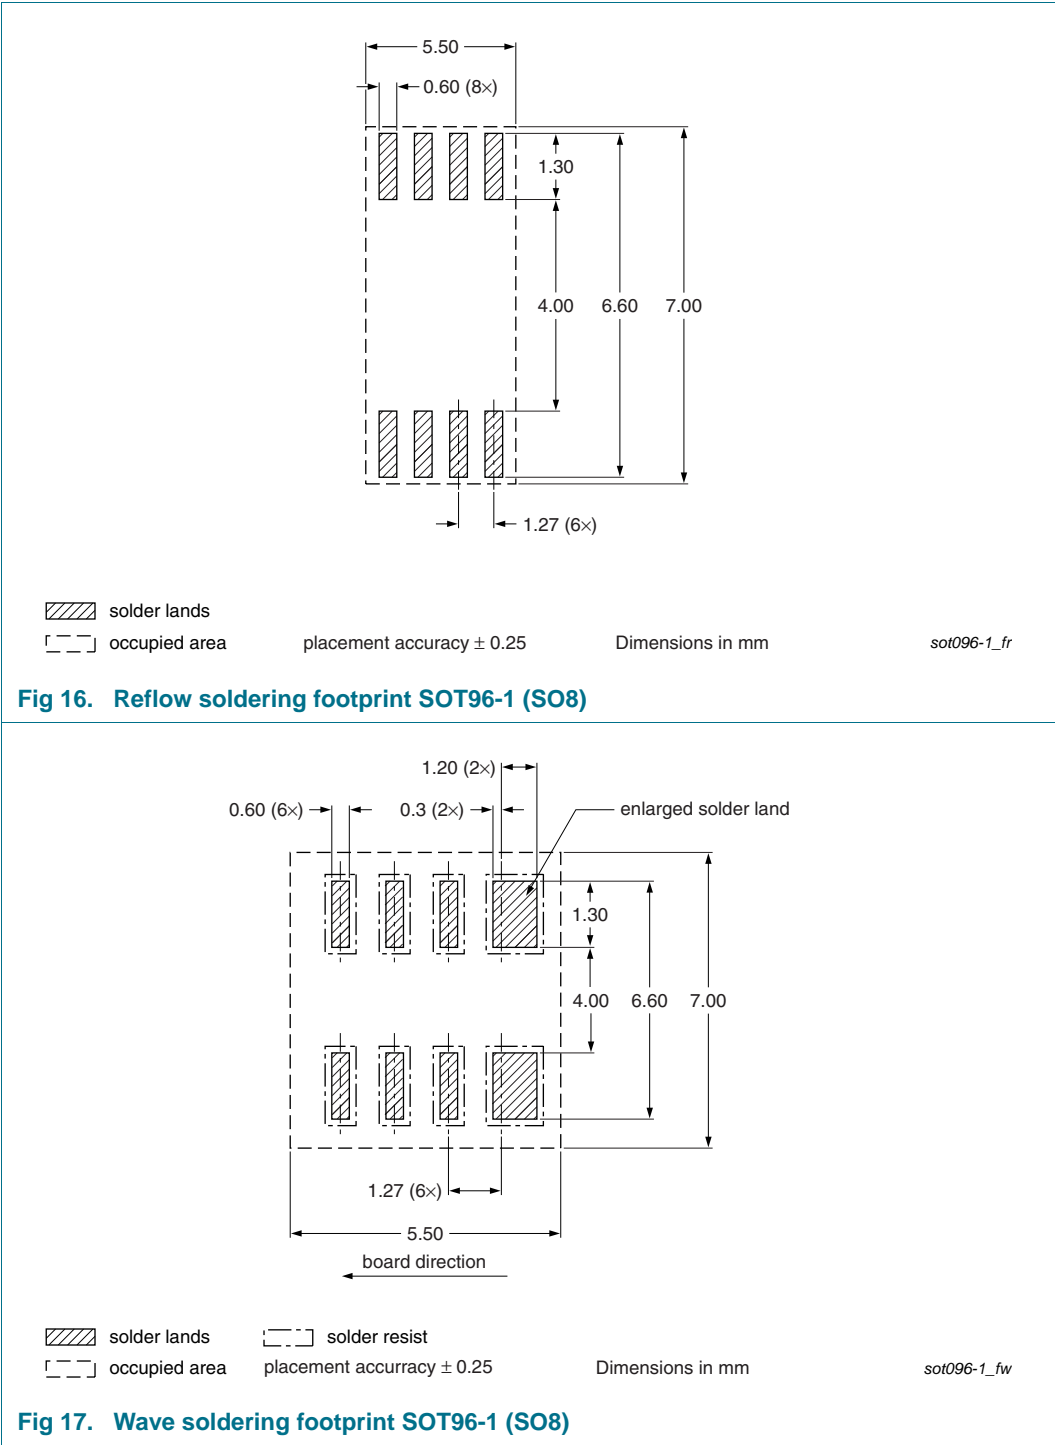 5.50
0.60 (8×)
1.30
4.00 6.60 7.00
1.27 (6×)
solder lands
occupied area placement accuracy ± 0.25 Dimensions in mm sot096-1_fr
Fig 16. Reflow soldering footprint SOT96-1 (SO8)
1.20 (2×)
0.60 (6×) 0.3 (2×) enlarged solder land
1.30
4.00 6.60 7.00
1.27 (6×)
5.50
board direction
solder lands solder resist
occupied area placement accurracy ± 0.25 Dimensions in mm sot096-1_fw
Fig 17. Wave soldering footprint SOT96-1 (SO8)